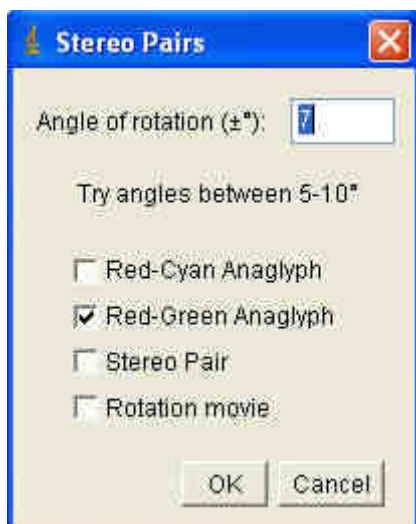 Stereo Pairs
Angle of rotation (±°): 7
Try angles between 5-10°
Red-Cyan Anaglyph
Red-Green Anaglyph
Stereo Pair
Rotation movie
OK Cancel